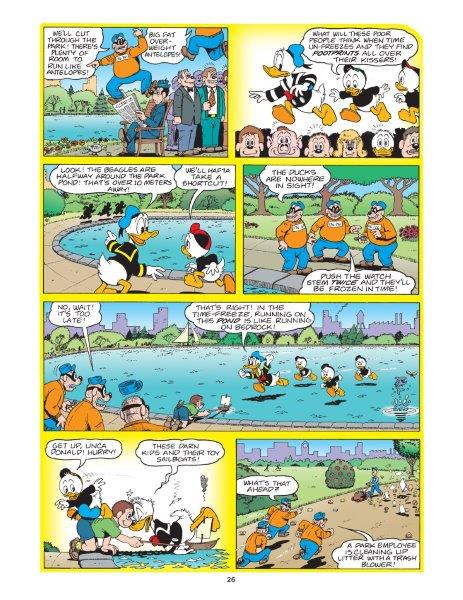 WE'LL CUT
THROUGH THE
PARK! THERE'S
PLENTY OF
ROOM TO
RUN LIKE
ANTELOPES!
BIG FAT
OVER-
WEIGHT
ANTELOPES!
WHAT WILL THESE POOR
PEOPLE THINK WHEN TIME
UN-FREEZES AND THEY FIND
FOOTPRINTS ALL OVER
THEIR KISSERS!
LOOK! THE BEAGLES ARE
HALFWAY AROUND THE PARK
POND! THAT'S OVER 10 METERS
AWAY!
WE'LL HAFTA
TAKE A
SHORTCUT!
THE DUCKS
ARE NOWHERE
IN SIGHT!
PUSH THE WATCH
STEM TWICE AND THEY'LL
BE FROZEN IN TIME!
NO, WAIT!
IT'S TOO
LATE!
THAT'S RIGHT! IN THE
TIME-FREEZE, RUNNING ON
THIS POND IS LIKE RUNNING
ON BEDROCK!
GET UP, UNCA
DONALD! HURRY!
THESE DARN
KIDS AND THEIR TOY
SAILBOATS!
WHAT'S THAT
AHEAD?
A PARK EMPLOYEE
IS CLEANING UP
LITTER WITH A TRASH
BLOWER!
26